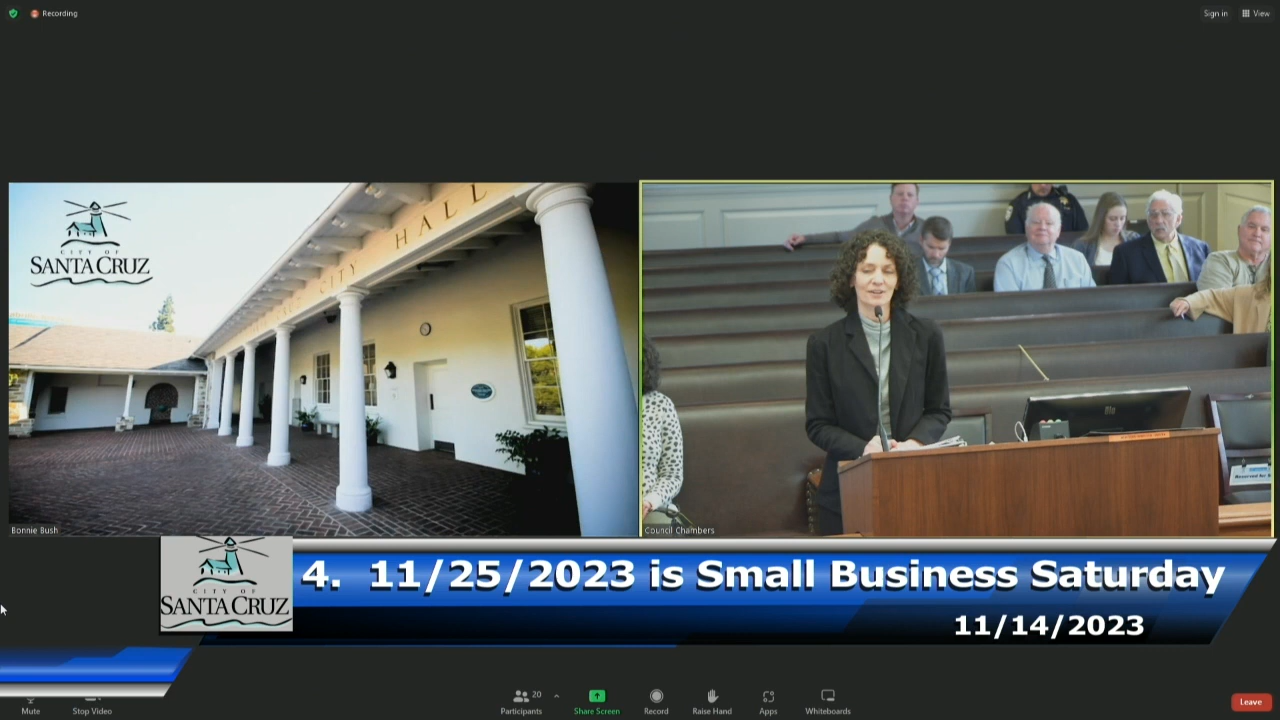 Recording
Sign in
View
CITY OF
SANTA CRUZ
CITY HALL
Bonnie Bush
Council Chambers
elo
CITY OF
SANTA CRUZ
4. 11/25/2023 is Small Business Saturday
11/14/2023
Mute
Stop Video
Participants
20
Share Screen
Record
Raise Hand
Apps
Whiteboards
Leave